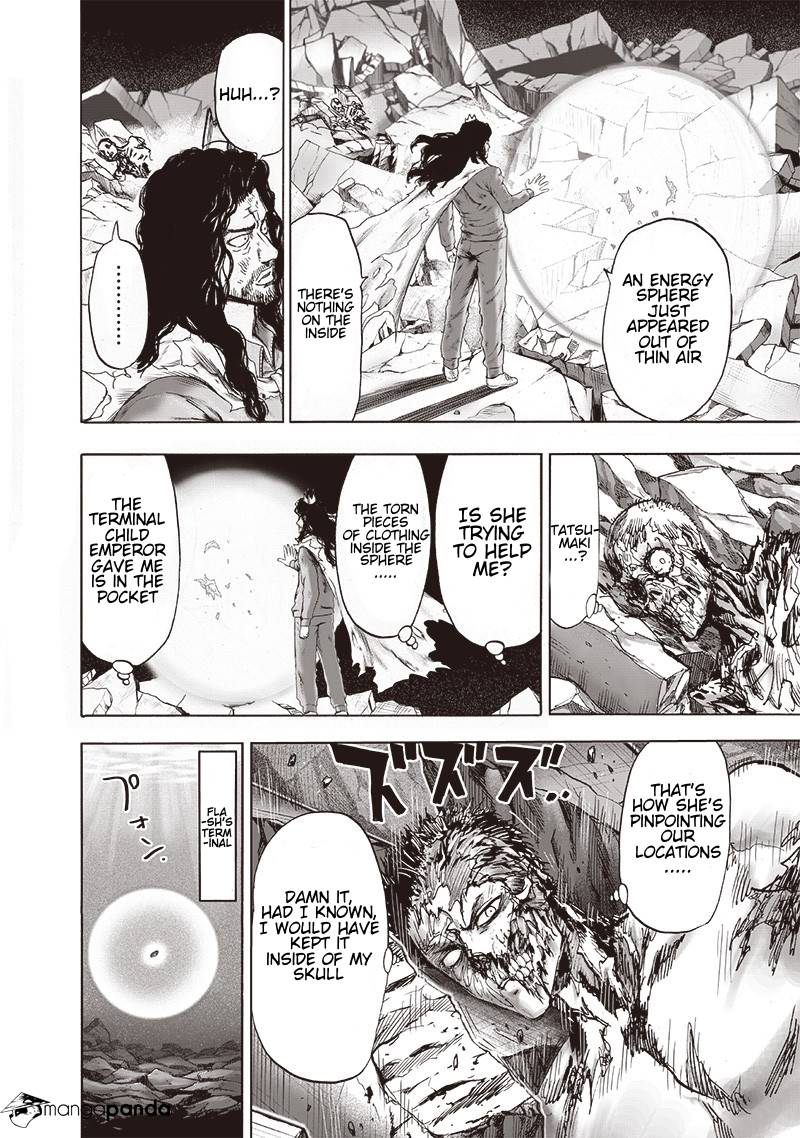 AN ENERGY
SPHERE
JUST
APPEARED
OUT OF
THIN AIR
THERE'S
NOTHING
ON THE
INSIDE
HUH...?
.........
TATSU-
MAKI
...?
IS SHE
TRYING
TO HELP
ME?
THE TORN
PIECES
OF CLOTHING
INSIDE THE
SPHERE
.....
THE
TERMINAL
CHILD
EMPEROR
GAVE ME
IS IN THE
POCKET
THAT'S
HOW SHE'S
PINPOINTING
OUR
LOCATIONS
.....
ズズズ..
DAMN IT,
HAD I KNOWN,
I WOULD HAVE
KEPT IT
INSIDE OF MY
SKULL
FLA
-SH'S
TERM
-INAL
プォン.
mangapanda